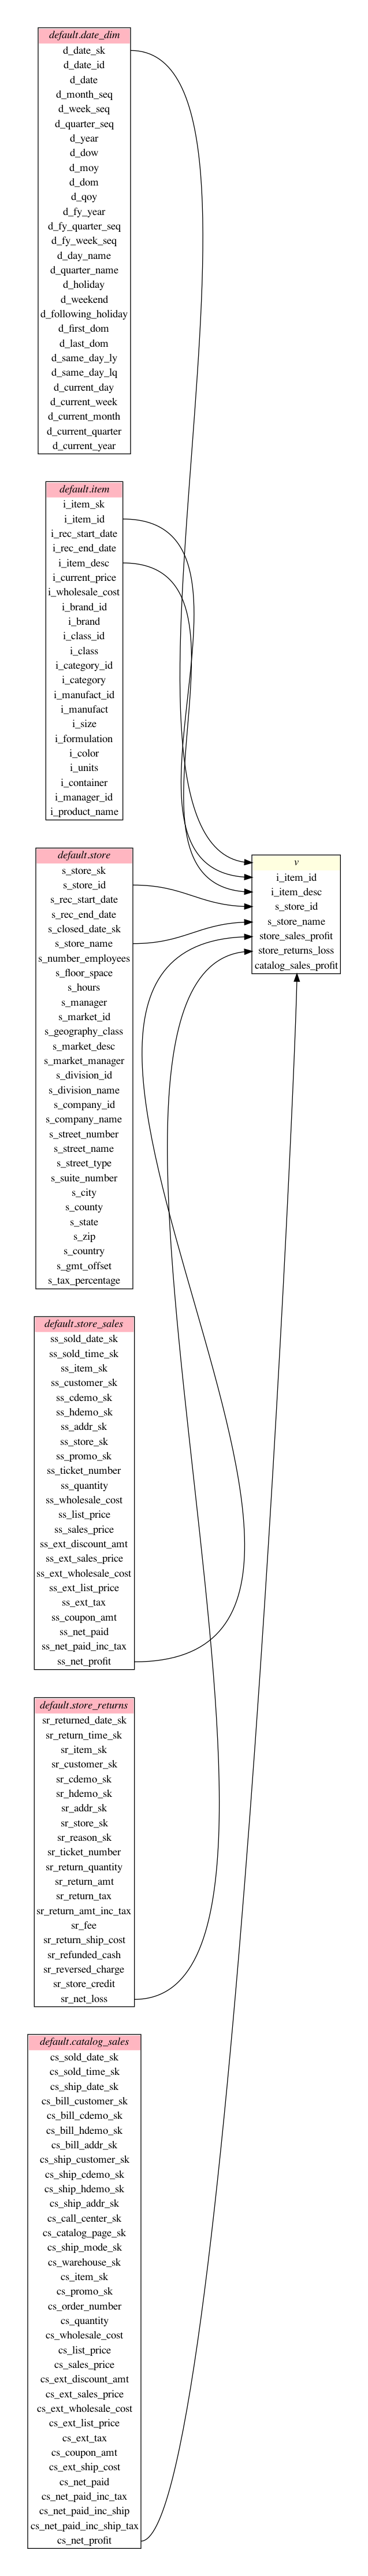 default.date_dim
d_date_sk
d_date_id
d_date
d_month_seq
d_week_seq
d_quarter_seq
d_year
d_dow
d_moy
d_dom
d_qoy
d_fy_year
d_fy_quarter_seq
d_fy_week_seq
d_day_name
d_quarter_name
d_holiday
d_weekend
d_following_holiday
d_first_dom
d_last_dom
d_same_day_ly
d_same_day_lq
d_current_day
d_current_week
d_current_month
d_current_quarter
d_current_year
default.item
i_item_sk
i_item_id
i_rec_start_date
i_rec_end_date
i_item_desc
i_current_price
i_wholesale_cost
i_brand_id
i_brand
i_class_id
i_class
i_category_id
i_category
i_manufact_id
i_manufact
i_size
i_formulation
i_color
i_units
i_container
i_manager_id
i_product_name
default.store
s_store_sk
s_store_id
s_rec_start_date
s_rec_end_date
s_closed_date_sk
s_store_name
s_number_employees
s_floor_space
s_hours
s_manager
s_market_id
s_geography_class
s_market_desc
s_market_manager
s_division_id
s_division_name
s_company_id
s_company_name
s_street_number
s_street_name
s_street_type
s_suite_number
s_city
s_county
s_state
s_zip
s_country
s_gmt_offset
s_tax_percentage
v
i_item_id
i_item_desc
s_store_id
s_store_name
store_sales_profit
store_returns_loss
catalog_sales_profit
default.store_sales
ss_sold_date_sk
ss_sold_time_sk
ss_item_sk
ss_customer_sk
ss_cdemo_sk
ss_hdemo_sk
ss_addr_sk
ss_store_sk
ss_promo_sk
ss_ticket_number
ss_quantity
ss_wholesale_cost
ss_list_price
ss_sales_price
ss_ext_discount_amt
ss_ext_sales_price
ss_ext_wholesale_cost
ss_ext_list_price
ss_ext_tax
ss_coupon_amt
ss_net_paid
ss_net_paid_inc_tax
ss_net_profit
default.store_returns
sr_returned_date_sk
sr_return_time_sk
sr_item_sk
sr_customer_sk
sr_cdemo_sk
sr_hdemo_sk
sr_addr_sk
sr_store_sk
sr_reason_sk
sr_ticket_number
sr_return_quantity
sr_return_amt
sr_return_tax
sr_return_amt_inc_tax
sr_fee
sr_return_ship_cost
sr_refunded_cash
sr_reversed_charge
sr_store_credit
sr_net_loss
default.catalog_sales
cs_sold_date_sk
cs_sold_time_sk
cs_ship_date_sk
cs_bill_customer_sk
cs_bill_cdemo_sk
cs_bill_hdemo_sk
cs_bill_addr_sk
cs_ship_customer_sk
cs_ship_cdemo_sk
cs_ship_hdemo_sk
cs_ship_addr_sk
cs_call_center_sk
cs_catalog_page_sk
cs_ship_mode_sk
cs_warehouse_sk
cs_item_sk
cs_promo_sk
cs_order_number
cs_quantity
cs_wholesale_cost
cs_list_price
cs_sales_price
cs_ext_discount_amt
cs_ext_sales_price
cs_ext_wholesale_cost
cs_ext_list_price
cs_ext_tax
cs_coupon_amt
cs_ext_ship_cost
cs_net_paid
cs_net_paid_inc_tax
cs_net_paid_inc_ship
cs_net_paid_inc_ship_tax
cs_net_profit